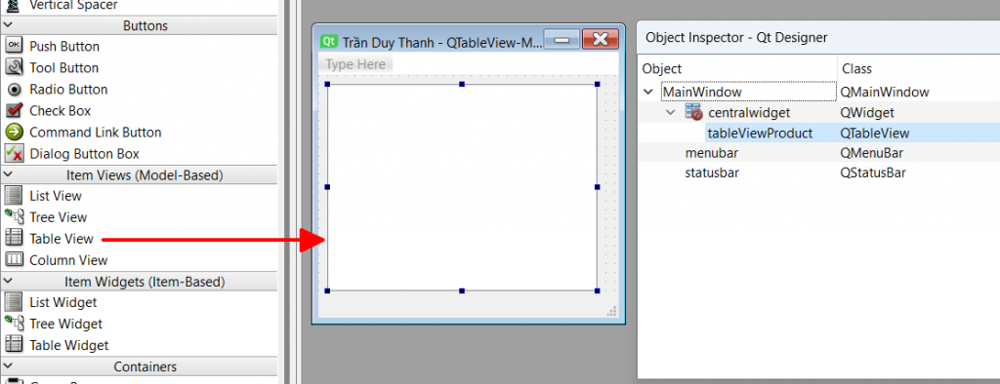 Vertical Spacer
Buttons
OK Push Button
Tool Button
Radio Button
Check Box
Command Link Button
Dialog Button Box
Item Views (Model-Based)
List View
Tree View
Table View
Column View
Item Widgets (Item-Based)
List Widget
Tree Widget
Table Widget
Containers
Qt Trần Duy Thanh - QTableView-M...
Type Here
Object Inspector - Qt Designer
Object Class
MainWindow QMainWindow
centralwidget QWidget
tableViewProduct QTableView
menubar QMenuBar
statusbar QStatusBar